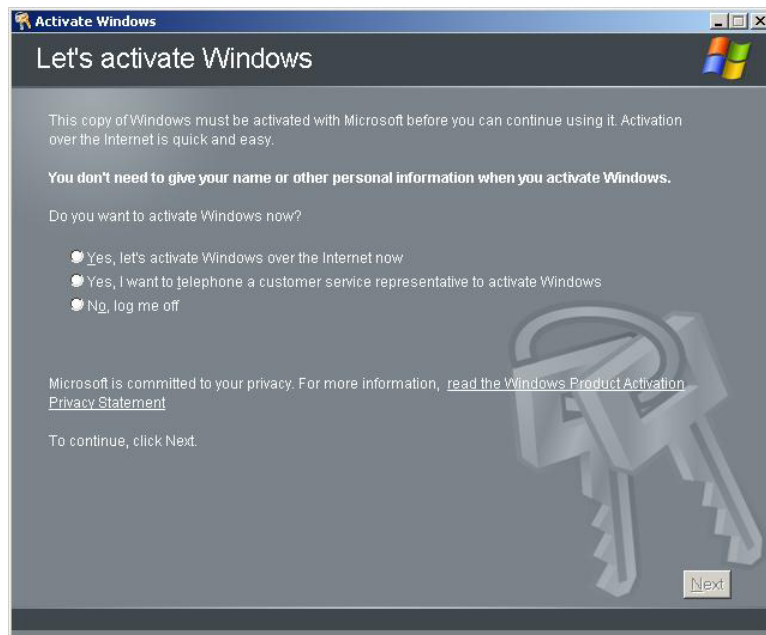 Activate Windows
Let's activate Windows
This copy of Windows must be activated with Microsoft before you can continue using it. Activation
over the Internet is quick and easy.
You don't need to give your name or other personal information when you activate Windows.
Do you want to activate Windows now?
Yes, let's activate Windows over the Internet now
Yes, I want to telephone a customer service representative to activate Windows
No, log me off
Microsoft is committed to your privacy. For more information, read the Windows Product Activation
Privacy Statement
To continue, click Next.
Next